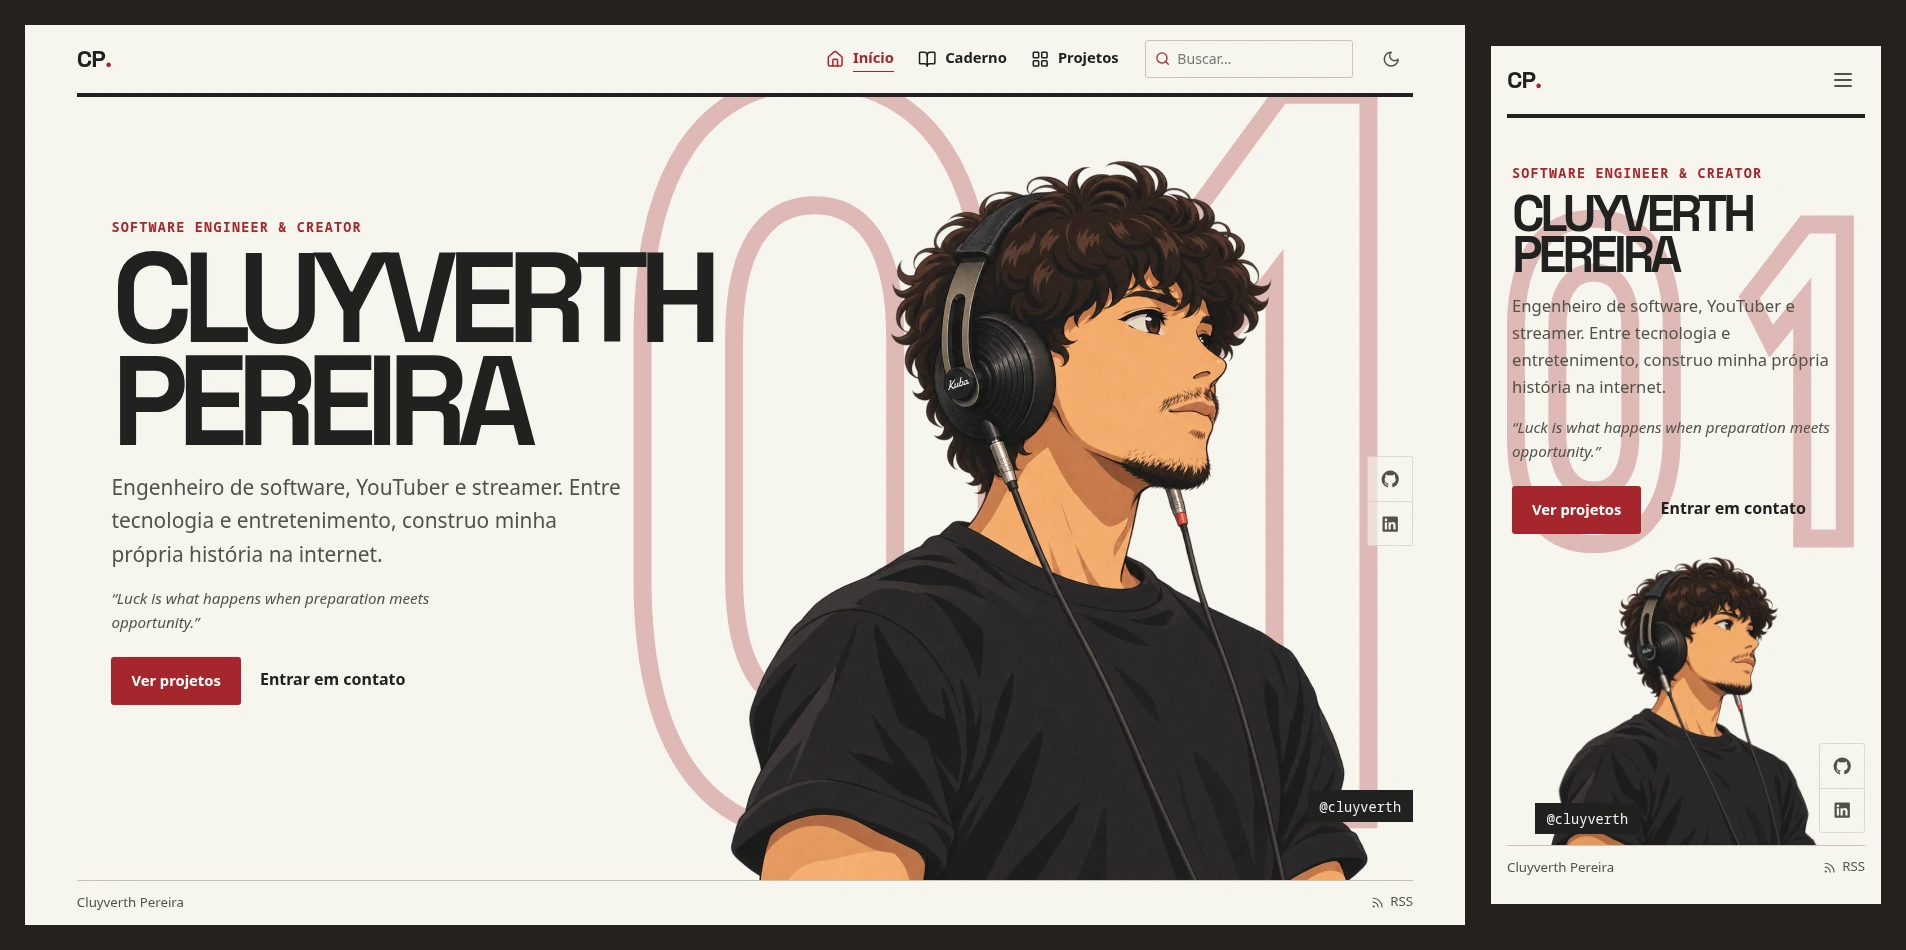 CP.
Início
Caderno
Projetos
Buscar...
01
SOFTWARE ENGINEER & CREATOR
CLUYVERTH
PEREIRA
Engenheiro de software, YouTuber e streamer. Entre
tecnologia e entretenimento, construo minha
própria história na internet.
“Luck is what happens when preparation meets
opportunity.”
Ver projetos
Entrar em contato
Kuba
@cluyverth
Cluyverth Pereira
RSS
CP.
01
SOFTWARE ENGINEER & CREATOR
CLUYVERTH
PEREIRA
Engenheiro de software, YouTuber e
streamer. Entre tecnologia e
entretenimento, construo minha própria
história na internet.
“Luck is what happens when preparation meets
opportunity.”
Ver projetos
Entrar em contato
@cluyverth
Cluyverth Pereira
RSS